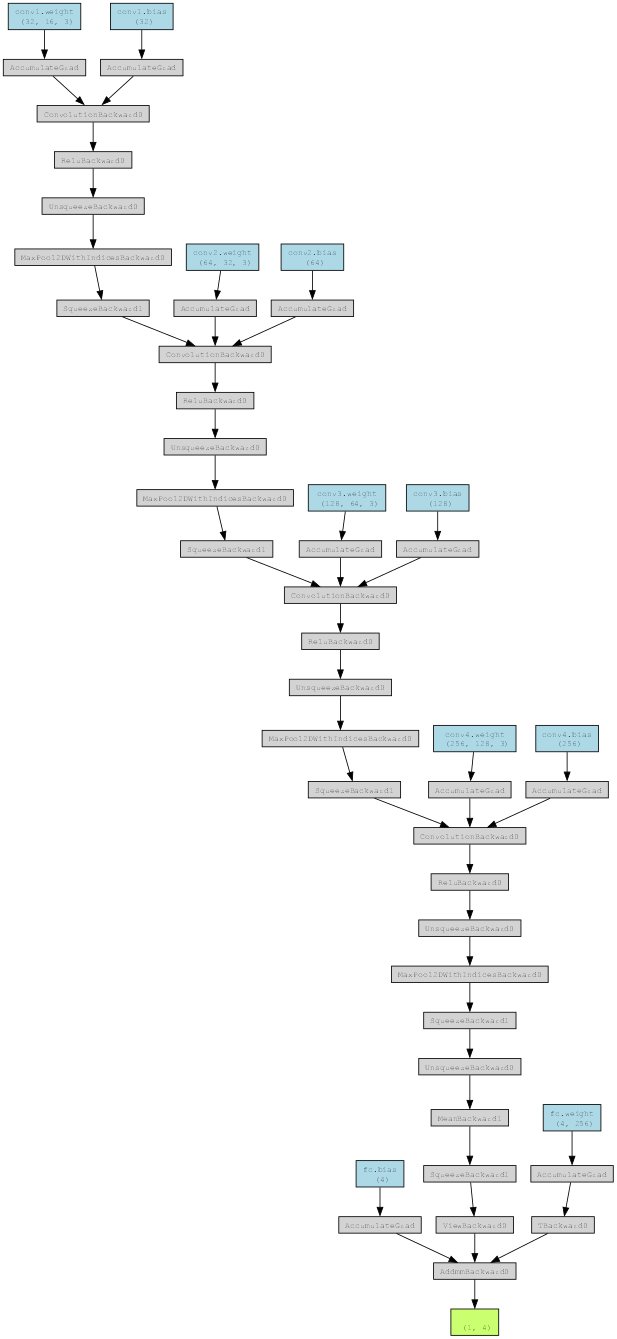 conv1.weight
(32, 16, 3)
conv1.bias
(32)
AccumulateGrad
AccumulateGrad
ConvolutionBackward0
ReluBackward0
UnsqueezeBackward0
MaxPool2DWithIndicesBackward0
conv2.weight
(64, 32, 3)
conv2.bias
(64)
SqueezeBackward1
AccumulateGrad
AccumulateGrad
ConvolutionBackward0
ReluBackward0
UnsqueezeBackward0
MaxPool2DWithIndicesBackward0
conv3.weight
(128, 64, 3)
conv3.bias
(128)
SqueezeBackward1
AccumulateGrad
AccumulateGrad
ConvolutionBackward0
ReluBackward0
UnsqueezeBackward0
MaxPool2DWithIndicesBackward0
conv4.weight
(256, 128, 3)
conv4.bias
(256)
SqueezeBackward1
AccumulateGrad
AccumulateGrad
ConvolutionBackward0
ReluBackward0
UnsqueezeBackward0
MaxPool2DWithIndicesBackward0
SqueezeBackward1
UnsqueezeBackward0
MeanBackward1
fc.weight
(4, 256)
fc.bias
(4)
SqueezeBackward1
AccumulateGrad
AccumulateGrad
ViewBackward0
TBackward0
AddmmBackward0
(1, 4)